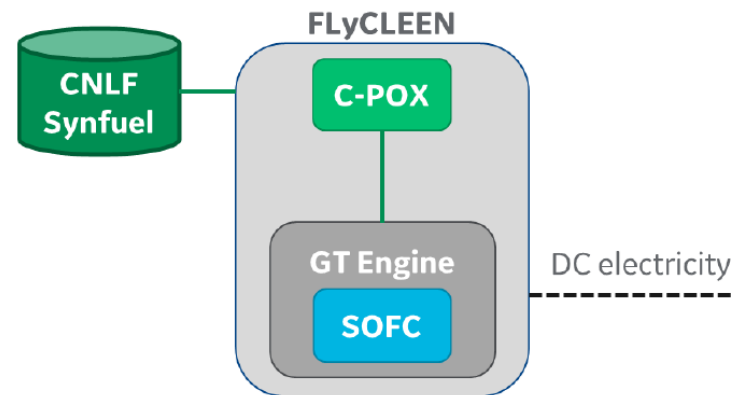 FLyCLEEN
CNLF
Synfuel
C-POX
GT Engine
DC electricity
SOFC